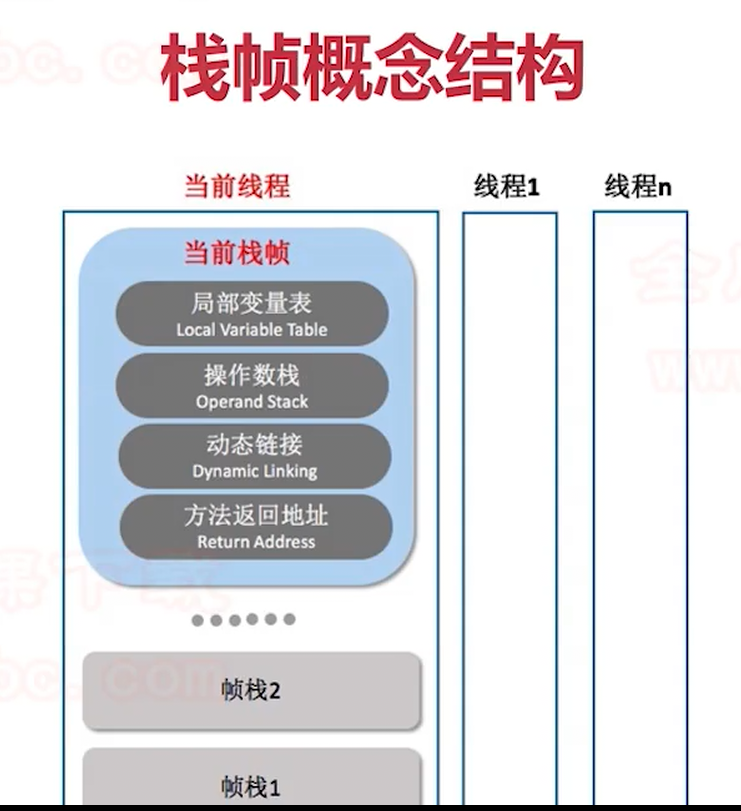 栈帧概念结构
当前线程
线程1
线程n
当前栈帧
局部变量表
Local Variable Table
操作数栈
Operand Stack
动态链接
Dynamic Linking
方法返回地址
Return Address
帧栈2
帧栈1